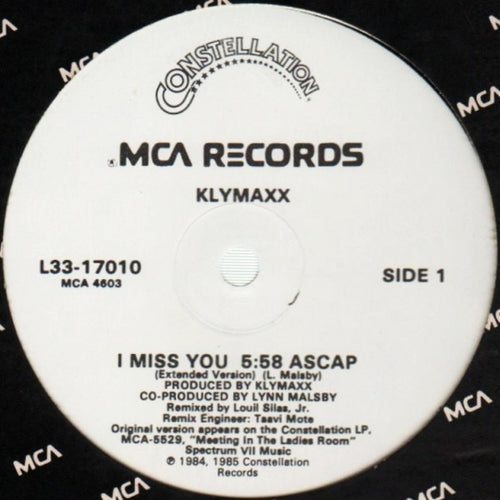 CONSTELLATION
MCA RECORDS
KLYMAXX
L33-17010
MCA 4603
SIDE 1
I MISS YOU 5:58 ASCAP
(Extended Version) (L. Malsby)
PRODUCED BY KLYMAXX
CO-PRODUCED BY LYNN MALSBY
Remixed by Louil Silas, Jr.
Remix Engineer: Taavi Mote
Original version appears on the Constellation LP.
MCA-5529, "Meeting In The Ladies Room"
Spectrum VII Music
℗ 1984, 1985 Constellation
Records
MCA
MCA
MCA
MCA
MCA
MCA
MCA